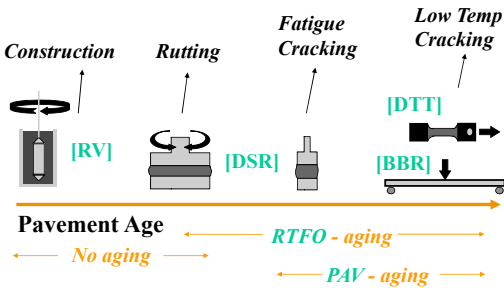 Fatigue
Cracking
Low Temp
Cracking
Construction
Rutting
[DTT]
[RV]
[DSR]
[BBR]
Pavement Age
RTFO - aging
No aging
PAV - aging